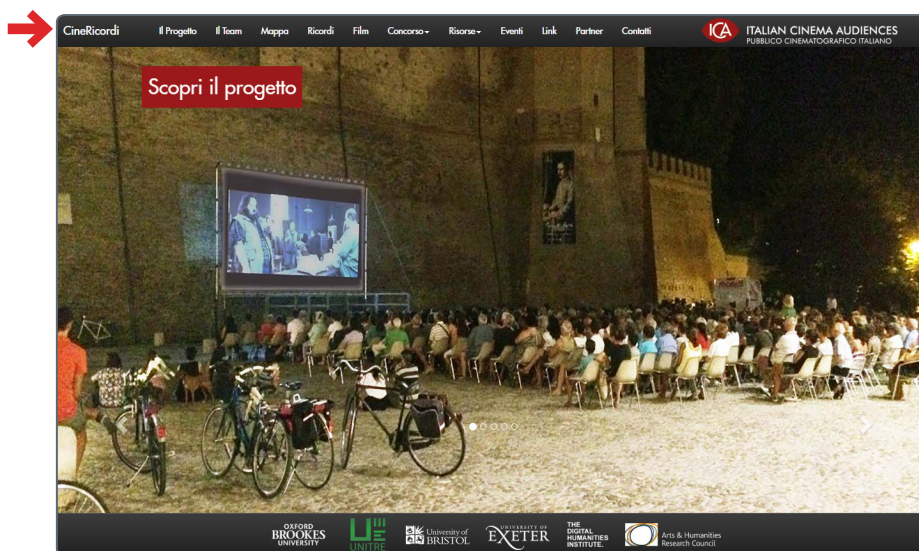 CineRicordi
Il Progetto
Il Team
Mappa
Ricordi
Film
Concorso
Risorse
Eventi
Link
Partner
Contatti
ICA
ITALIAN CINEMA AUDIENCES
PUBBLICO CINEMATOGRAFICO ITALIANO
Scopri il progetto
OXFORD
BROOKES
UNIVERSITY
UNITRE
University of
BRISTOL
UNIVERSITY OF
EXETER
THE
DIGITAL
HUMANITIES
INSTITUTE.
Arts & Humanities
Research Council